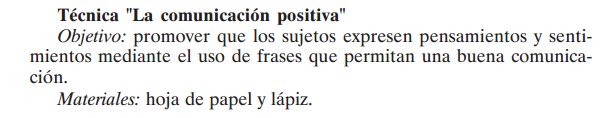 Técnica "La comunicación positiva"
Objetivo: promover que los sujetos expresen pensamientos y senti-
mientos mediante el uso de frases que permitan una buena comunica-
ción.
Materiales: hoja de papel y lápiz.